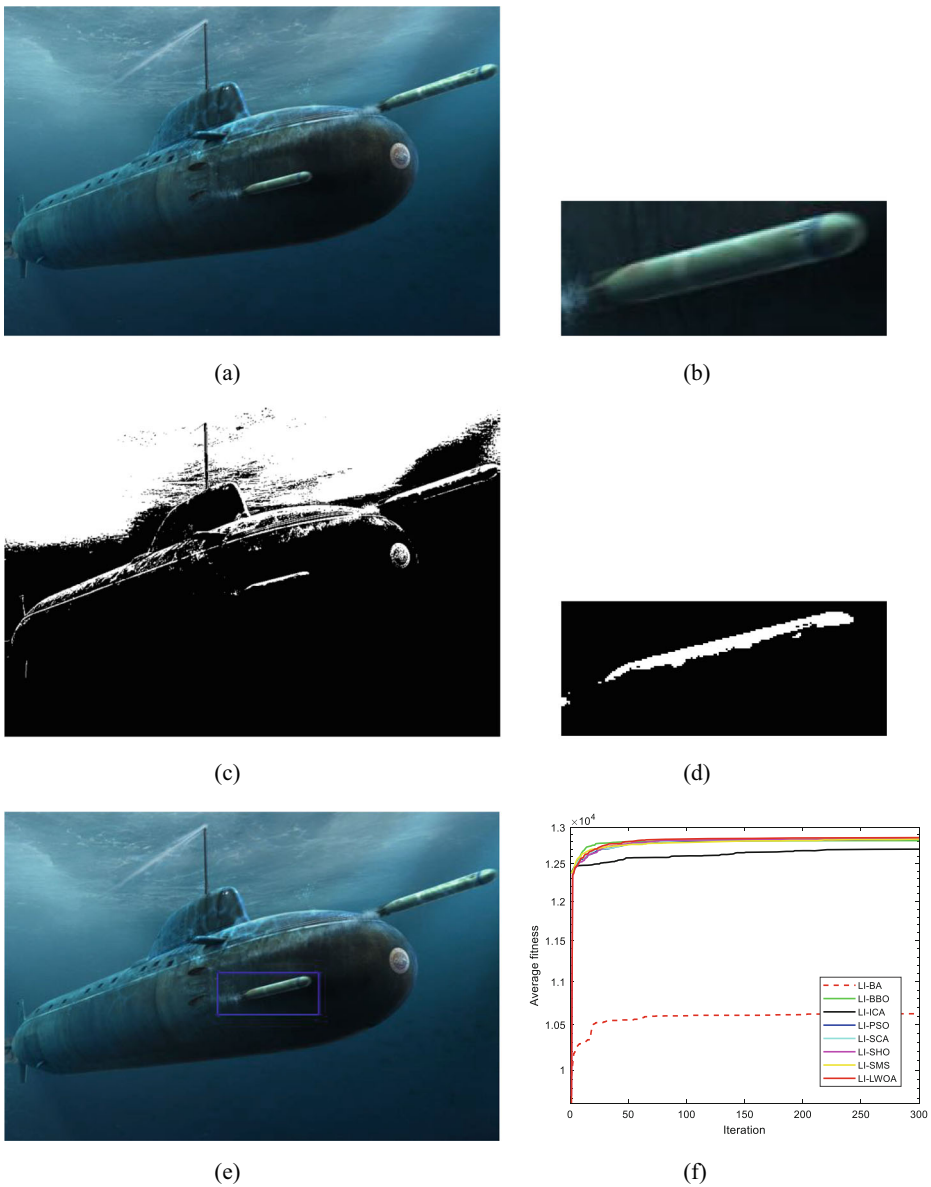 (a)
(b)
(c)
(d)
(e)
×10⁴
1.3
1.25
1.2
1.15
1.1
1.05
1
Average fitness
0
50
100
150
200
250
300
Iteration
LI-BA
LI-BBO
LI-ICA
LI-PSO
LI-SCA
LI-SHO
LI-SMS
LI-LWOA
(f)